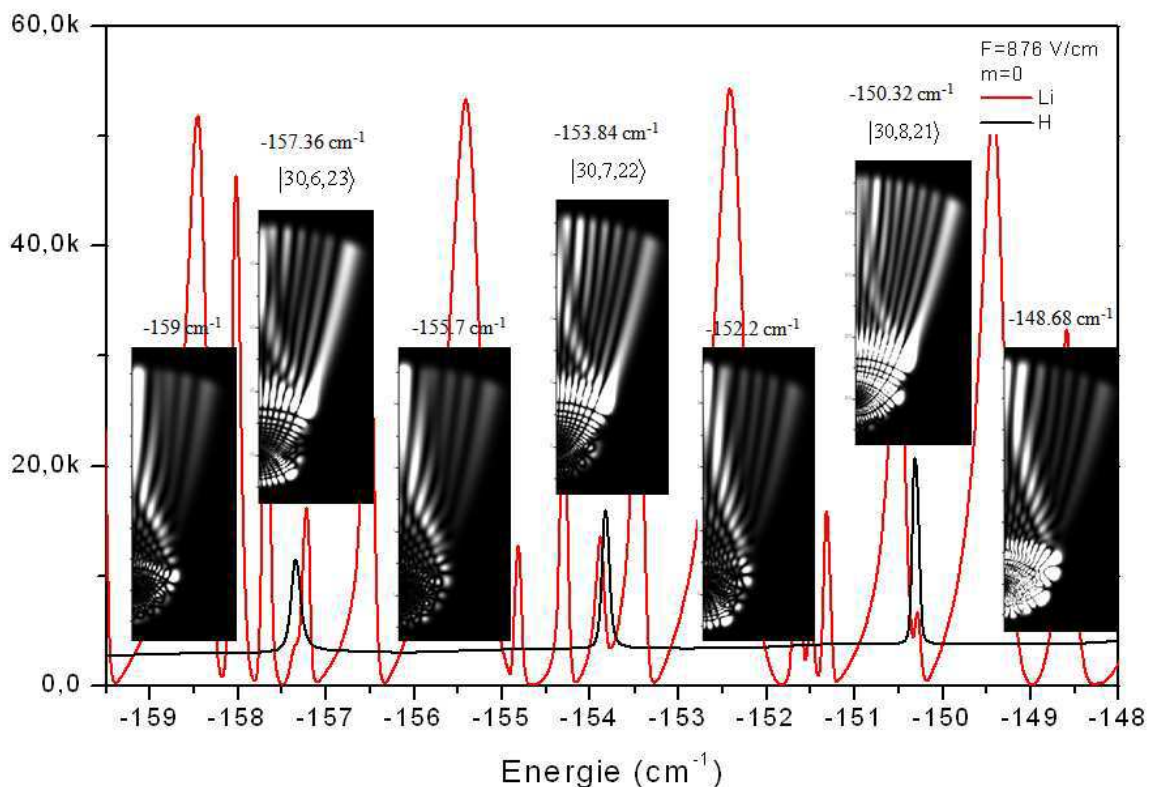 60,0k
40,0k
20,0k
0,0
F=876 V/cm
m=0
Li
H
-150.32 cm⁻¹
|30,8,21⟩
-153.84 cm⁻¹
|30,7,22⟩
-157.36 cm⁻¹
|30,6,23⟩
-159 cm⁻¹
-155.7 cm⁻¹
-152.2 cm⁻¹
-148.68 cm⁻¹
-159 -158 -157 -156 -155 -154 -153 -152 -151 -150 -149 -148
Energie (cm⁻¹)